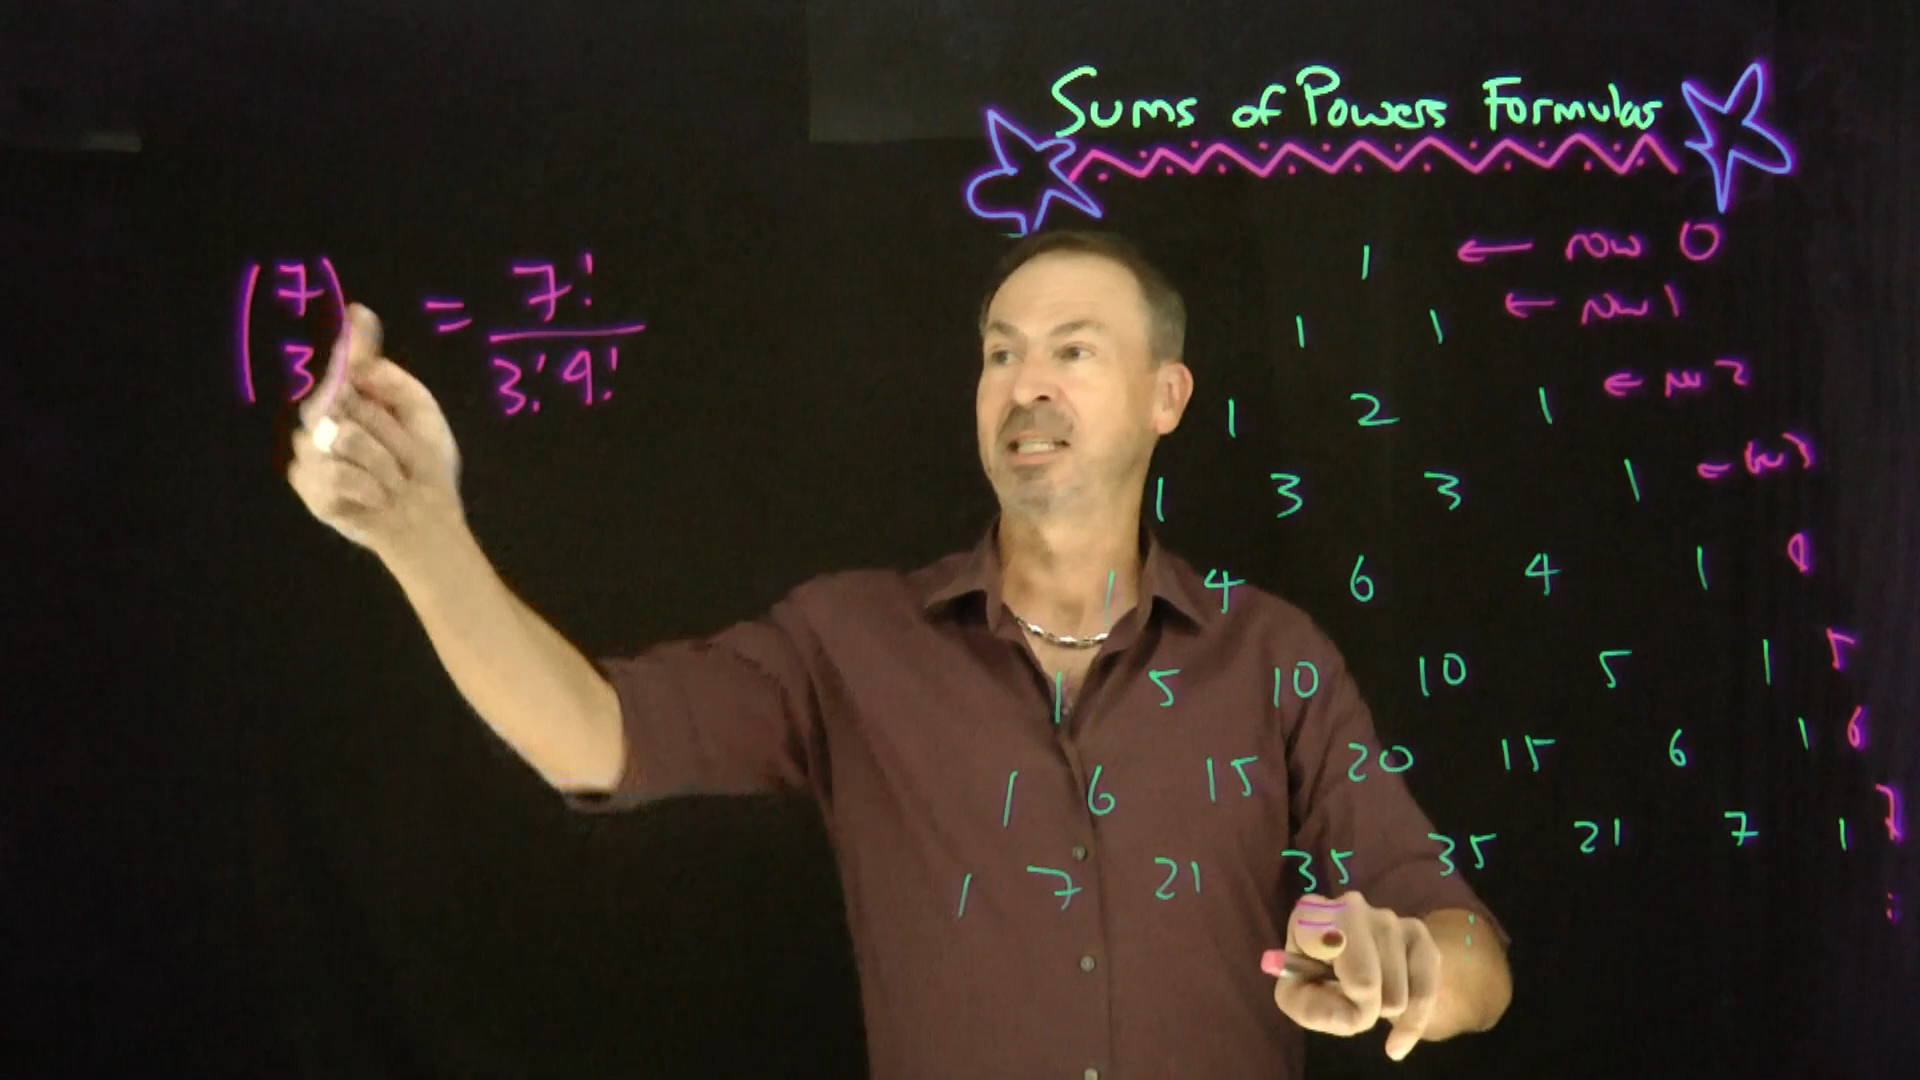 Sums of Powers Formulas
(7 3) = 7! / 3! 4!
1 ← row 0
1 1 ← row 1
1 2 1 ← row 2
1 3 3 1 ← row 3
1 4 6 4 1 4
1 5 10 10 5 1 5
1 6 15 20 15 6 1 6
1 7 21 35 35 21 7 1 7